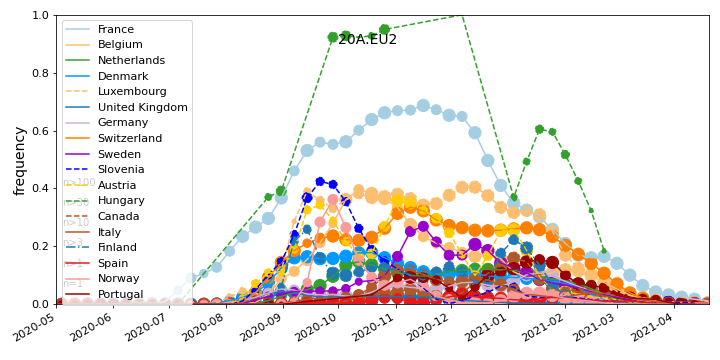 20A.EU2
frequency
1.0
0.8
0.6
0.4
0.2
0.0
France
Belgium
Netherlands
Denmark
Luxembourg
United Kingdom
Germany
Switzerland
Sweden
Slovenia
Austria
Hungary
Canada
Italy
Finland
Spain
Norway
Portugal
n>100
n>10
n>3
n>1
n=1
2020-05
2020-06
2020-07
2020-08
2020-09
2020-10
2020-11
2020-12
2021-01
2021-02
2021-03
2021-04